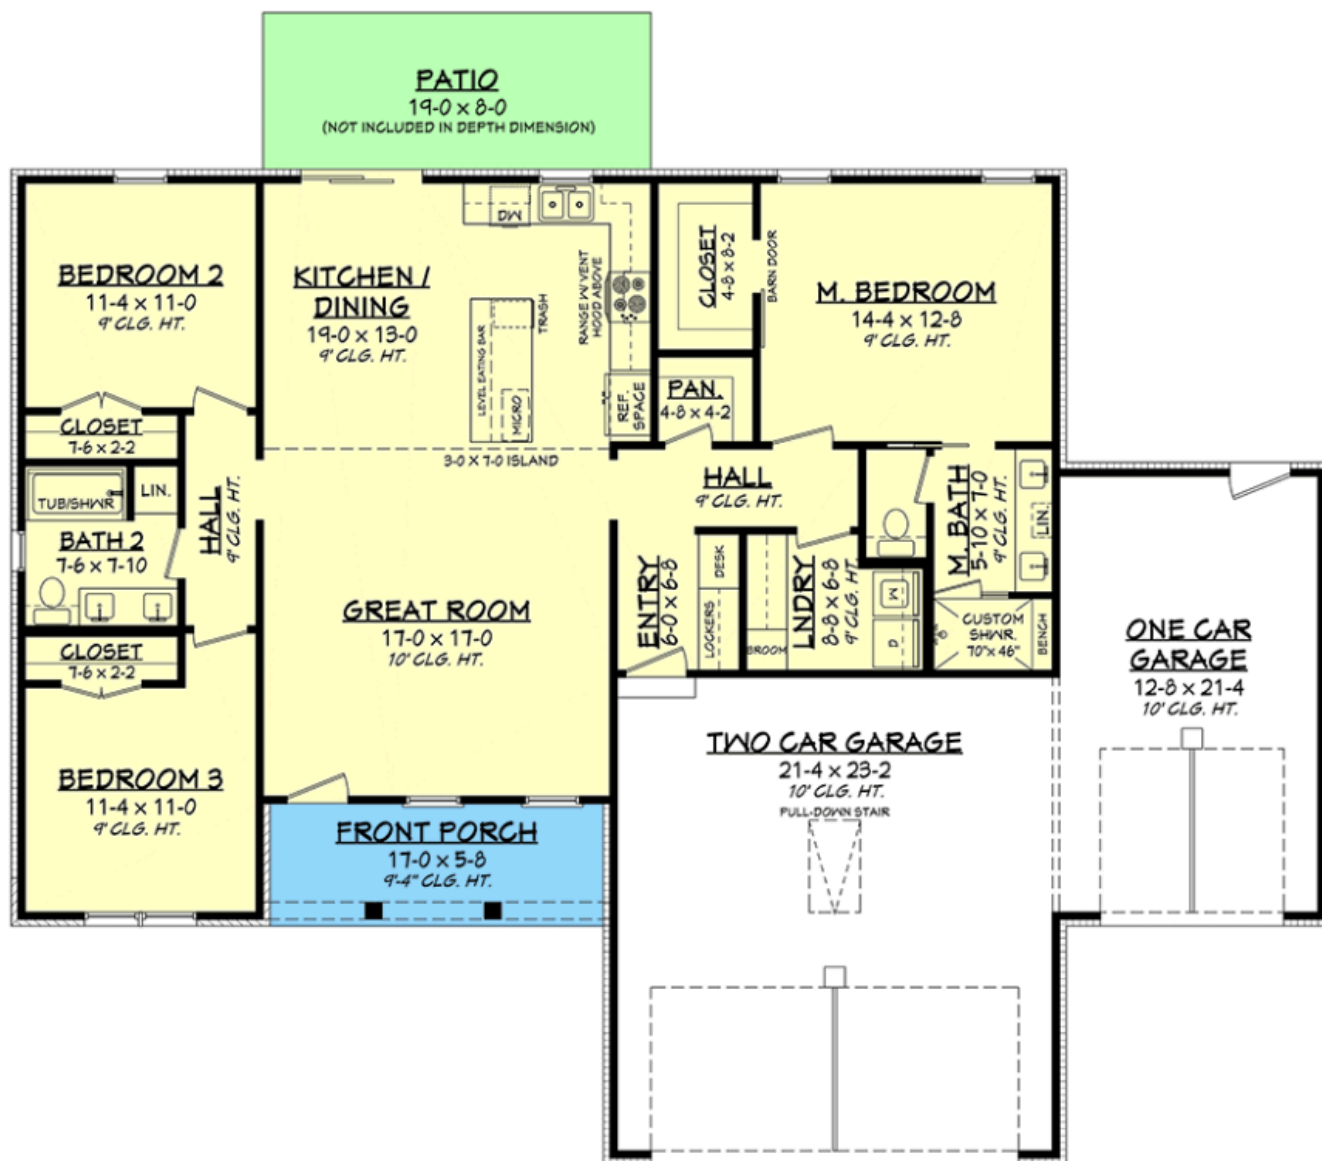 PATIO
19-0 x 8-0
(NOT INCLUDED IN DEPTH DIMENSION)
BEDROOM 2
11-4 x 11-0
9' CLG. HT.
KITCHEN /
DINING
19-0 x 13-0
9' CLG. HT.
DW
RANGE W/ VENT
HOOD ABOVE
TRASH
LEVEL EATING BAR
MICRO
REF.
SPACE
3-0 X 7-0 ISLAND
CLOSET
4-8 x 8-2
BARN DOOR
M. BEDROOM
14-4 x 12-8
9' CLG. HT.
PAN.
4-8 x 4-2
CLOSET
7-6 x 2-2
TUB/SHWR
LIN.
BATH 2
7-6 x 7-10
HALL
9' CLG. HT.
HALL
9' CLG. HT.
M. BATH
5-10 x 7-0
9' CLG. HT.
LIN.
ENTRY
6-0 x 6-8
DESK
LOCKERS
BROOM
LNDRY
8-8 x 6-8
9' CLG. HT.
W
D
CUSTOM
SHWR.
70" x 46"
BENCH
GREAT ROOM
17-0 x 17-0
10' CLG. HT.
CLOSET
7-6 x 2-2
BEDROOM 3
11-4 x 11-0
9' CLG. HT.
ONE CAR
GARAGE
12-8 x 21-4
10' CLG. HT.
TWO CAR GARAGE
21-4 x 23-2
10' CLG. HT.
PULL-DOWN STAIR
FRONT PORCH
17-0 x 5-8
9'-4" CLG. HT.